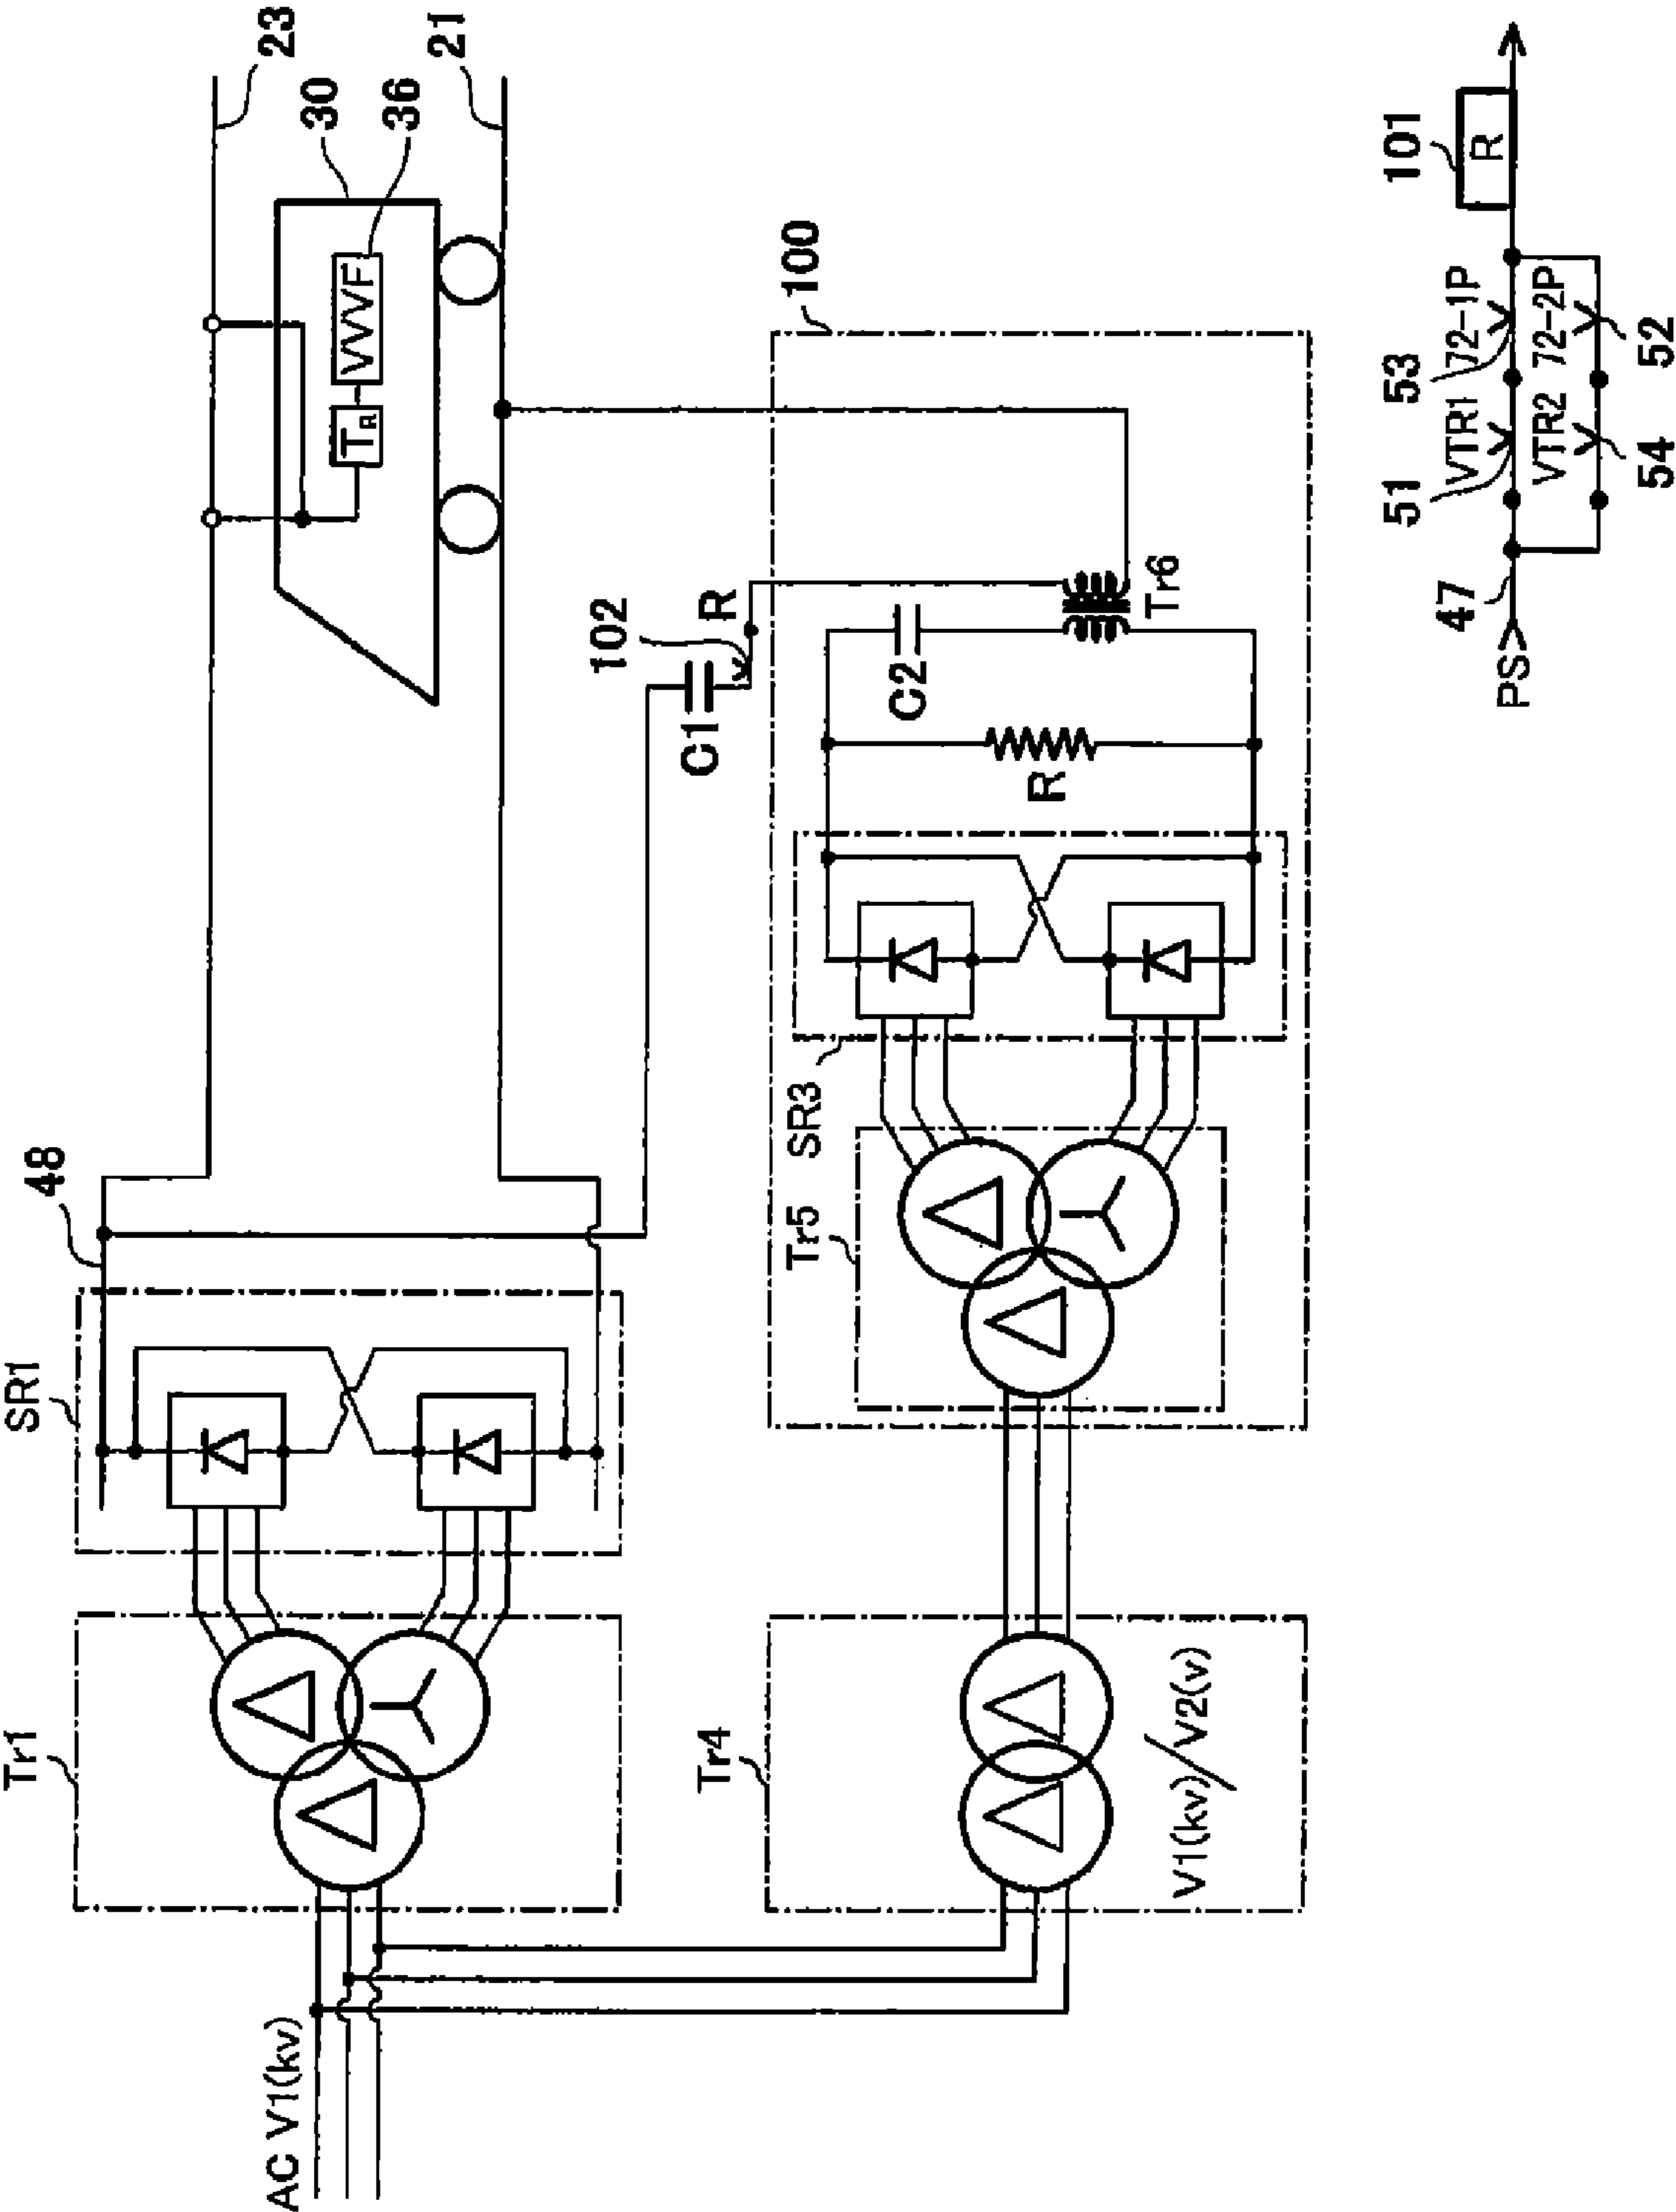 23
30
36
21
VVVF
TR
48
SR1
Tr1
AC V1(kv)
C1
102
R
100
C2
R
Tr6
SR3
Tr5
Tr4
V1(kv)/V2(v)
PS
47
51
53
VTR1
72-1P
VTR2
72-2P
54
52
101
R